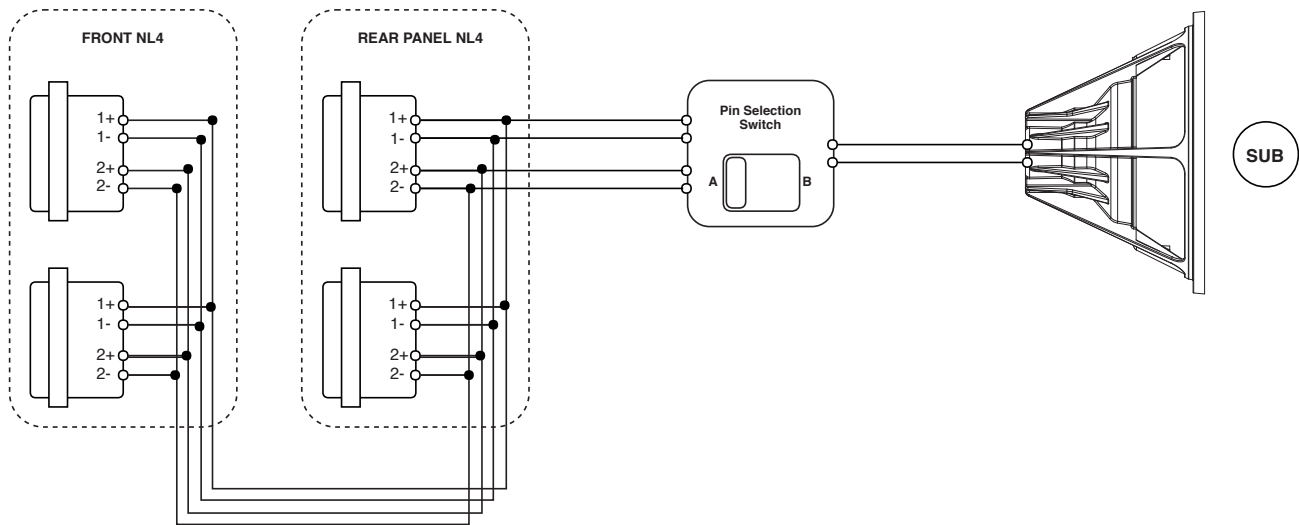 FRONT NL4
1+
1-
2+
2-
1+
1-
2+
2-
REAR PANEL NL4
1+
1-
2+
2-
1+
1-
2+
2-
Pin Selection
Switch
A
B
SUB